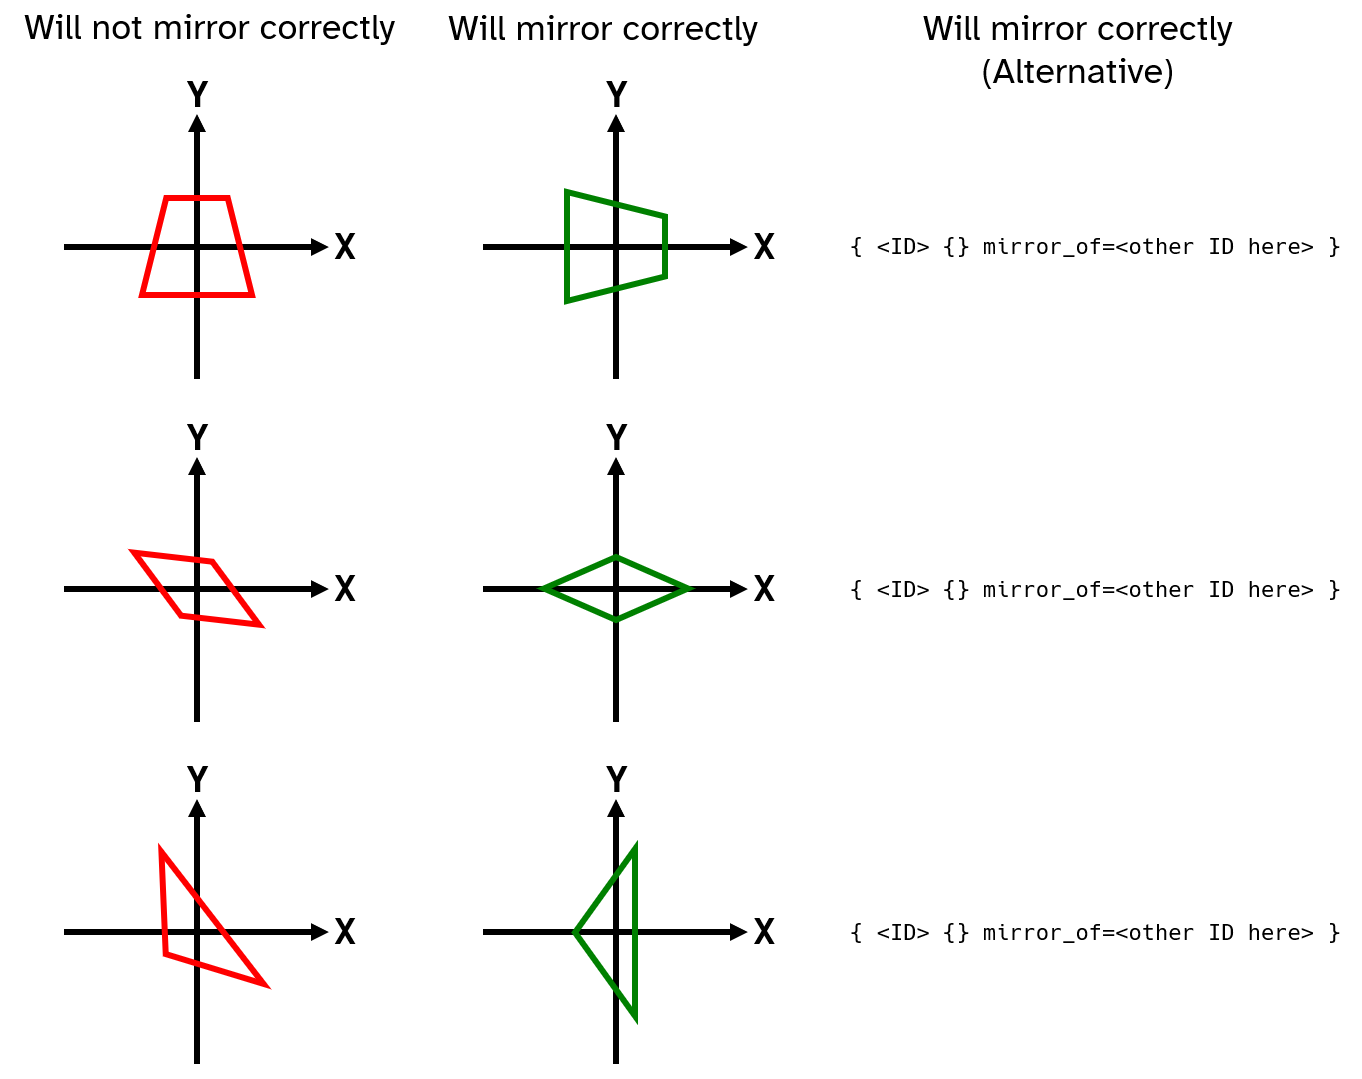 Will not mirror correctly
Will mirror correctly
Will mirror correctly
(Alternative)
Y
X
Y
X
{ <ID> {} mirror_of=<other ID here> }
Y
X
Y
X
{ <ID> {} mirror_of=<other ID here> }
Y
X
Y
X
{ <ID> {} mirror_of=<other ID here> }